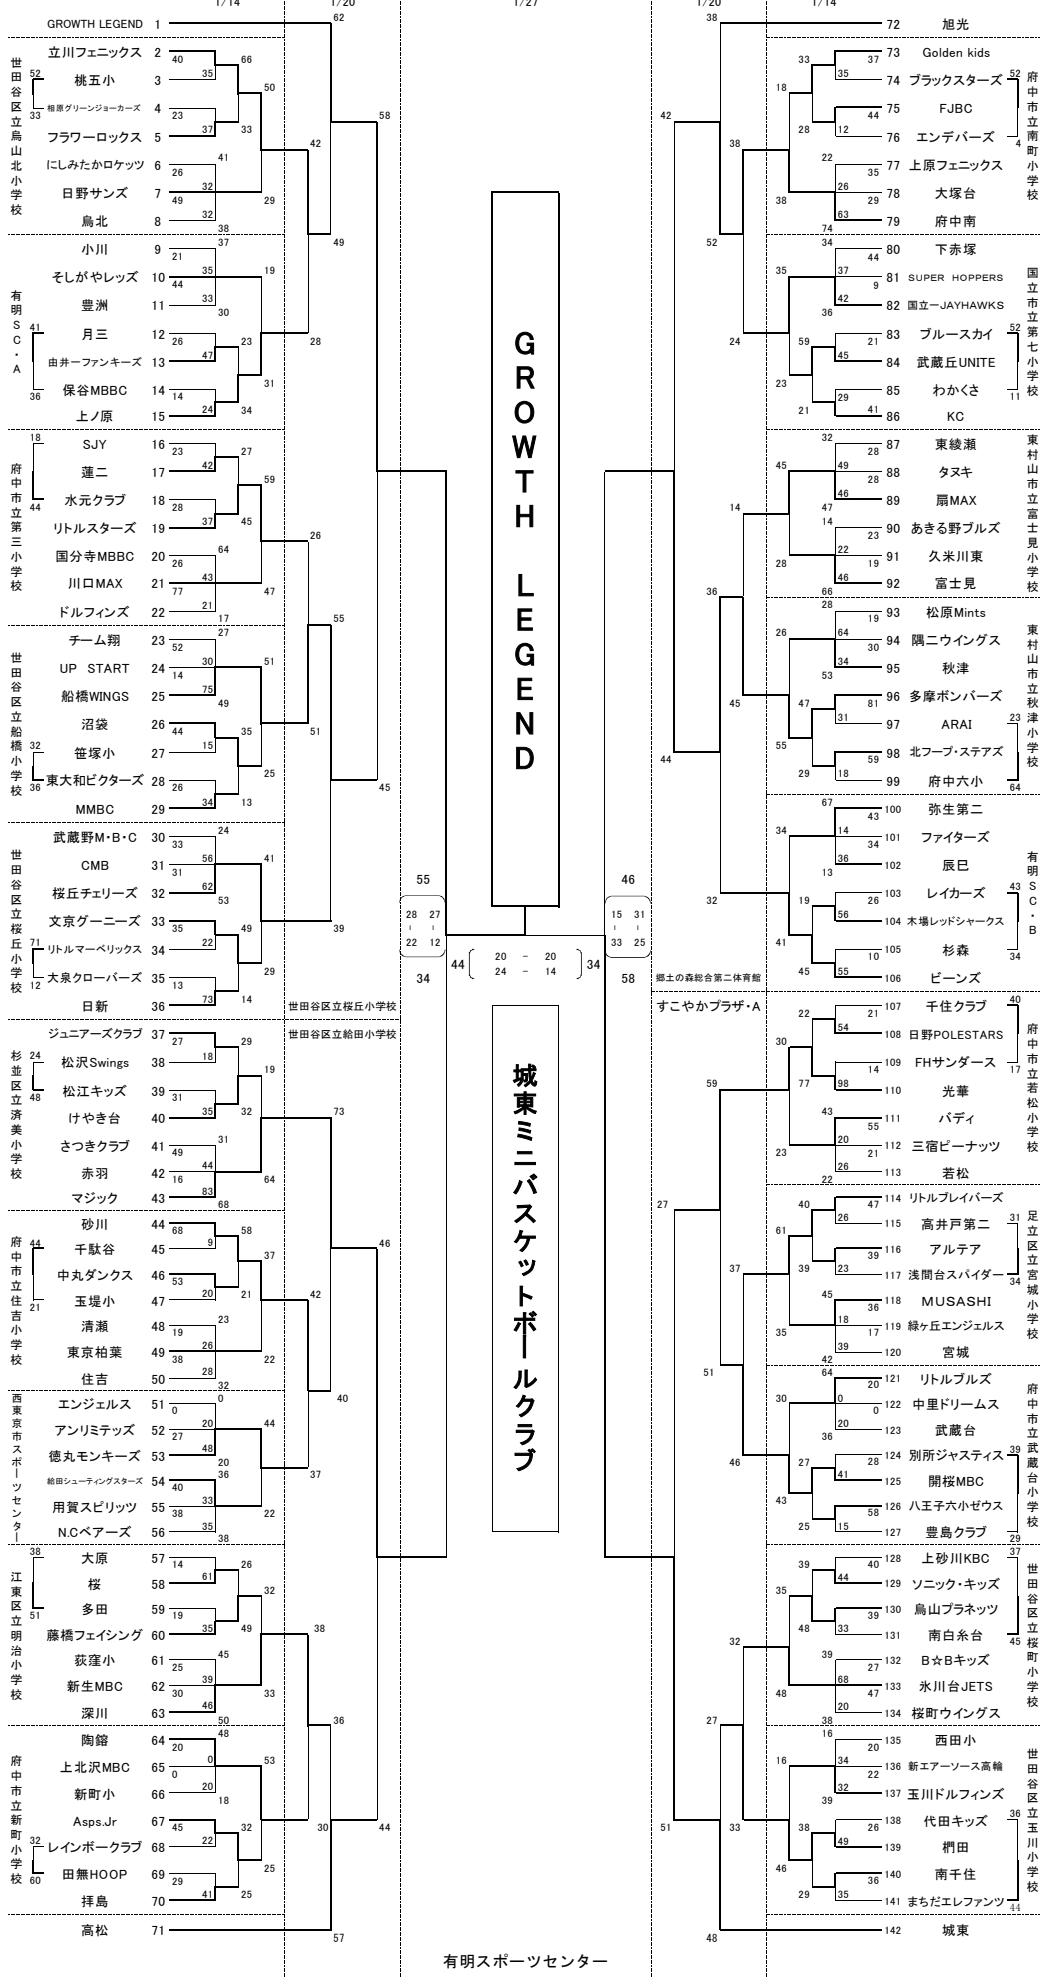 1/14
1/20
1/27
1/20
1/14
GROWTH LEGEND 1
世田谷区立烏山北小学校
立川フェニックス 2
桃五小 3
相原グリーンジョーカーズ 4
フラワーロックス 5
にしみたかロケッツ 6
日野サンズ 7
烏北 8
有明SC・A
小川 9
そしがやレッズ 10
豊洲 11
月三 12
由井一ファンキーズ 13
保谷MBBC 14
上ノ原 15
府中市立第三小学校
SJY 16
蓮二 17
水元クラブ 18
リトルスターズ 19
国分寺MBBC 20
川口MAX 21
ドルフィンズ 22
世田谷区立船橋小学校
チーム翔 23
UP START 24
船橋WINGS 25
沼袋 26
笹塚小 27
東大和ビクターズ 28
MMBC 29
世田谷区立桜丘小学校
武蔵野M・B・C 30
CMB 31
桜丘チェリーズ 32
文京グーニーズ 33
リトルマーベリックス 34
大泉クローバーズ 35
日新 36
世田谷区立桜丘小学校
世田谷区立給田小学校
杉並区立済美小学校
ジュニアーズクラブ 37
松沢Swings 38
松江キッズ 39
けやき台 40
さつきクラブ 41
赤羽 42
マジック 43
府中市立住吉小学校
砂川 44
千駄谷 45
中丸ダンクス 46
玉堤小 47
清瀬 48
東京柏葉 49
住吉 50
西東京市スポーツセンター
エンジェルス 51
アンリミテッズ 52
徳丸モンキーズ 53
給田シューティングスターズ 54
用賀スピリッツ 55
N.Cベアーズ 56
江東区立明治小学校
大原 57
桜 58
多田 59
藤橋フェイシング 60
荻窪小 61
新生MBC 62
深川 63
府中市立新町小学校
陶鎔 64
上北沢MBC 65
新町小 66
Asps.Jr 67
レインボークラブ 68
田無HOOP 69
拝島 70
高松 71
GROWTH LEGEND
55
28 - 22
27 - 12
34
44
20 - 20
24 - 14
34
46
15 - 33
31 - 25
58
城東ミニバスケットボールクラブ
有明スポーツセンター
72 旭光
府中市立南町小学校
73 Golden kids
74 ブラックスターズ
75 FJBC
76 エンデバーズ
77 上原フェニックス
78 大塚台
79 府中南
国立市立第七小学校
80 下赤塚
81 SUPER HOPPERS
82 国立一JAYHAWKS
83 ブルースカイ
84 武蔵丘UNITE
85 わかくさ
86 KC
東村山市立富士見小学校
87 東綾瀬
88 タヌキ
89 扇MAX
90 あきる野ブルズ
91 久米川東
92 富士見
東村山市立秋津小学校
93 松原Mints
94 隅二ウイングス
95 秋津
96 多摩ボンバーズ
97 ARAI
98 北フープ・ステアズ
99 府中六小
有明SC・B
100 弥生第二
101 ファイターズ
102 辰巳
103 レイカーズ
104 木場レッドシャークス
105 杉森
106 ビーンズ
郷土の森総合第二体育館
すこやかプラザ・A
府中市立若松小学校
107 千住クラブ
108 日野POLESTARS
109 FHサンダース
110 光華
111 バディ
112 三宿ピーナッツ
113 若松
足立区立宮城小学校
114 リトルブレイバーズ
115 高井戸第二
116 アルテア
117 浅間台スパイダー
118 MUSASHI
119 緑ヶ丘エンジェルス
120 宮城
府中市立武蔵台小学校
121 リトルブルズ
122 中里ドリームス
123 武蔵台
124 別所ジャスティス
125 開桜MBC
126 八王子六小ゼウス
127 豊島クラブ
世田谷区立桜町小学校
128 上砂川KBC
129 ソニック・キッズ
130 烏山プラネッツ
131 南白糸台
132 B☆Bキッズ
133 氷川台JETS
134 桜町ウイングス
世田谷区立玉川小学校
135 西田小
136 新エアーソース高輪
137 玉川ドルフィンズ
138 代田キッズ
139 椚田
140 南千住
141 まちだエレファンツ
142 城東